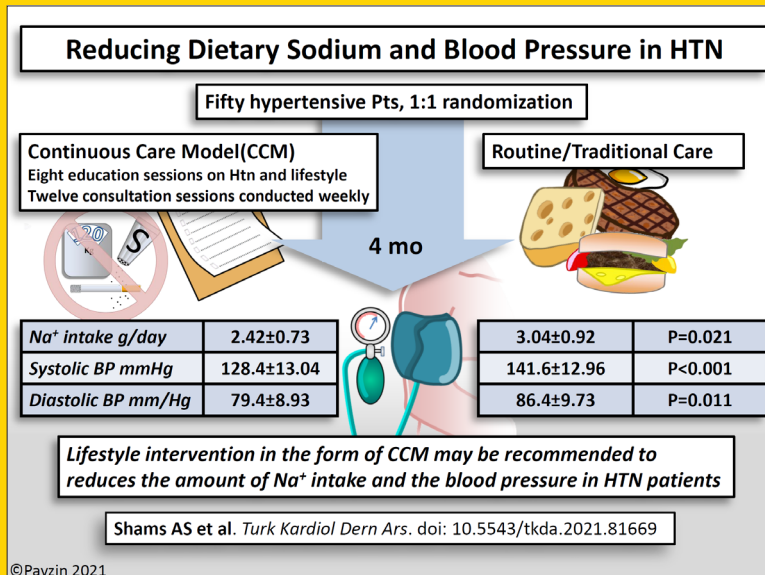 Reducing Dietary Sodium and Blood Pressure in HTN
Fifty hypertensive Pts, 1:1 randomization
Continuous Care Model(CCM)
Eight education sessions on Htn and lifestyle
Twelve consultation sessions conducted weekly
Routine/Traditional Care
S
4 mo
Na⁺ intake g/day 2.42±0.73 3.04±0.92 P=0.021
Systolic BP mmHg 128.4±13.04 141.6±12.96 P<0.001
Diastolic BP mm/Hg 79.4±8.93 86.4±9.73 P=0.011
Lifestyle intervention in the form of CCM may be recommended to
reduces the amount of Na⁺ intake and the blood pressure in HTN patients
Shams AS et al. Turk Kardiol Dern Ars. doi: 10.5543/tkda.2021.81669
©Payzin 2021